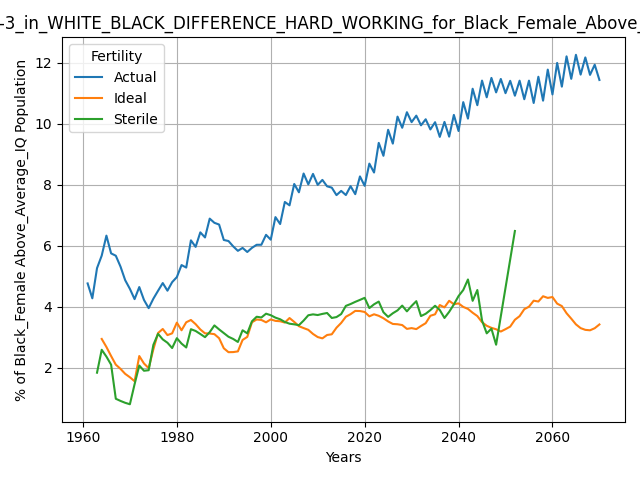 -3_in_WHITE_BLACK_DIFFERENCE_HARD_WORKING_for_Black_Female_Above_
Fertility
Actual
Ideal
Sterile
% of Black_Female Above_Average_IQ Population
12
10
8
6
4
2
1960 1980 2000 2020 2040 2060
Years